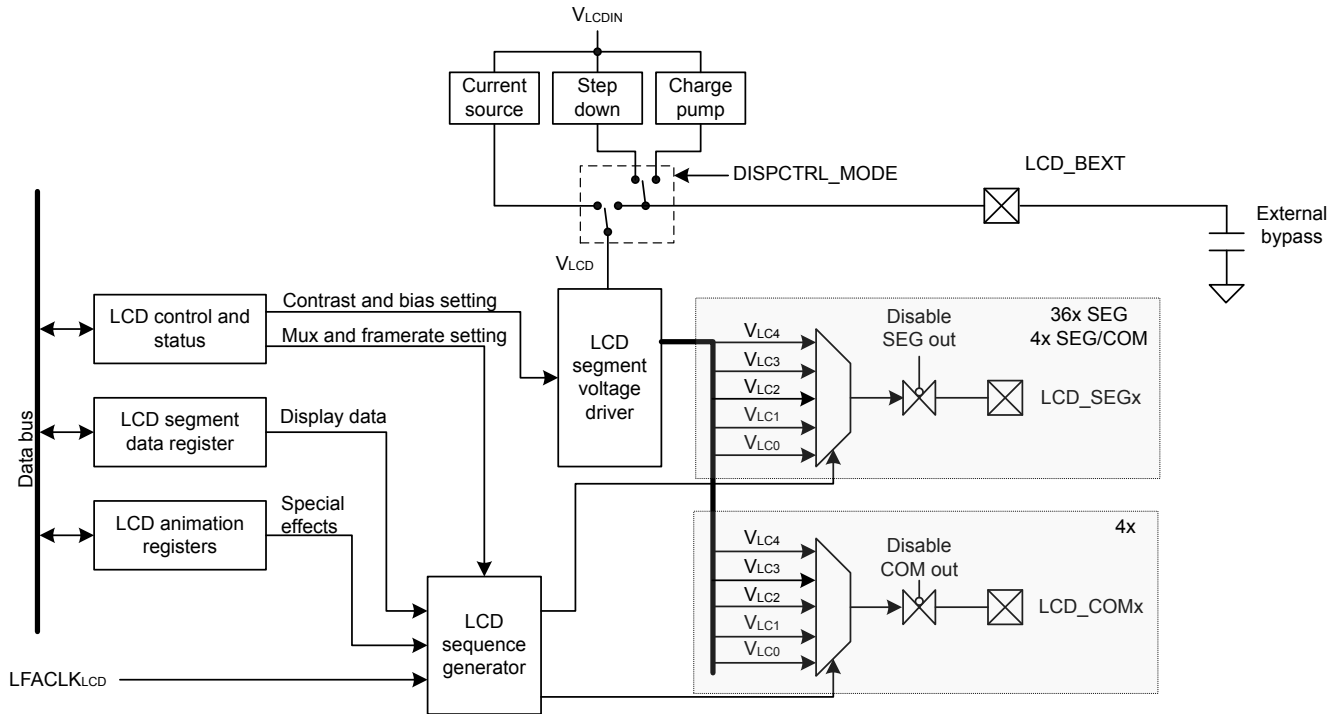 VLCDIN
Current
source
Step
down
Charge
pump
DISPCTRL_MODE
LCD_BEXT
External
bypass
VLCD
Data bus
LCD control and
status
Contrast and bias setting
Mux and framerate setting
LCD
segment
voltage
driver
36x SEG
4x SEG/COM
Disable
SEG out
VLC4
VLC3
VLC2
VLC1
VLC0
LCD_SEGx
LCD segment
data register
Display data
LCD animation
registers
Special
effects
LCD
sequence
generator
LFACLKLCD
4x
Disable
COM out
VLC4
VLC3
VLC2
VLC1
VLC0
LCD_COMx